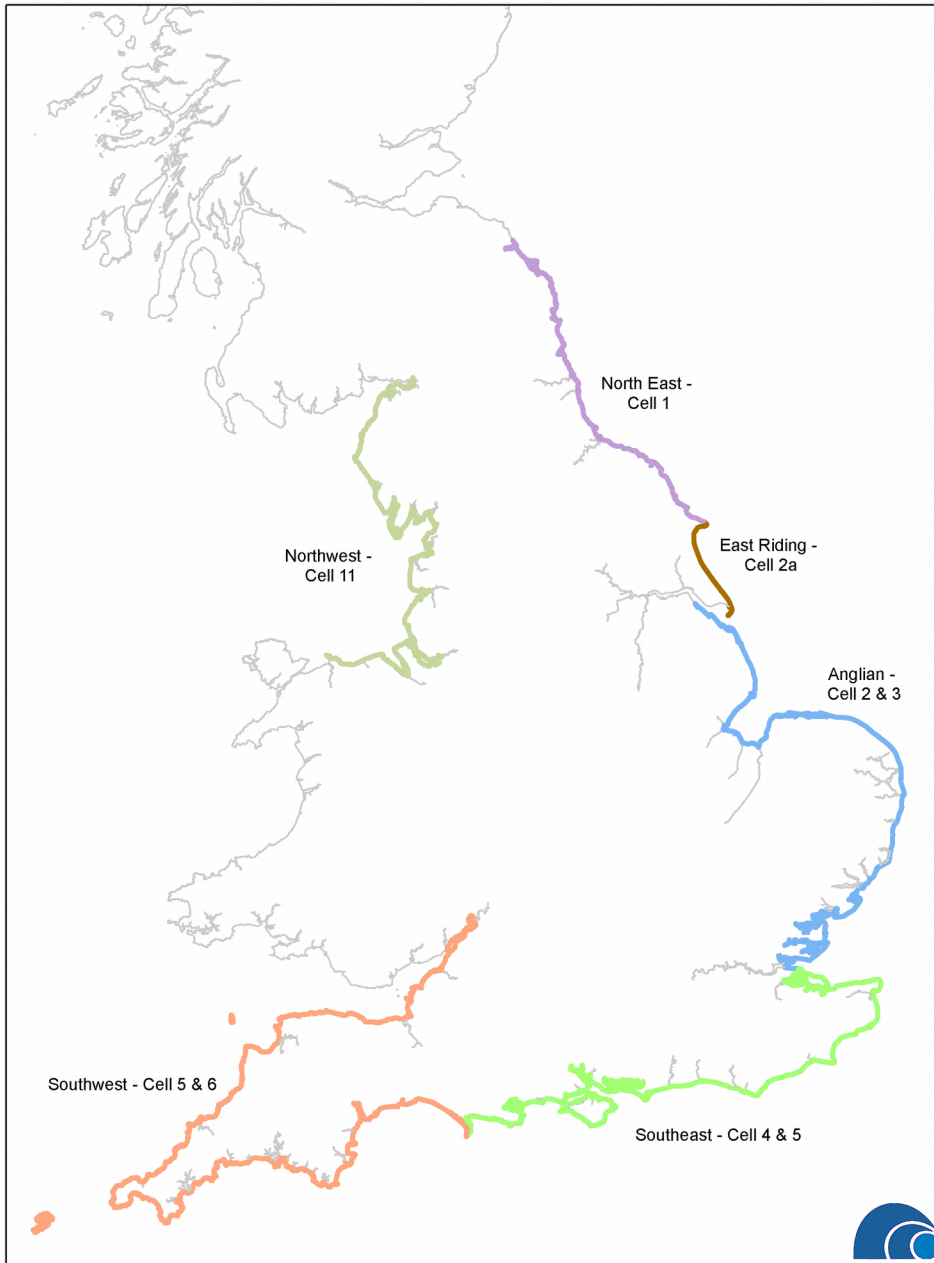 North East -
Cell 1
East Riding -
Cell 2a
Northwest -
Cell 11
Anglian -
Cell 2 & 3
Southwest - Cell 5 & 6
Southeast - Cell 4 & 5